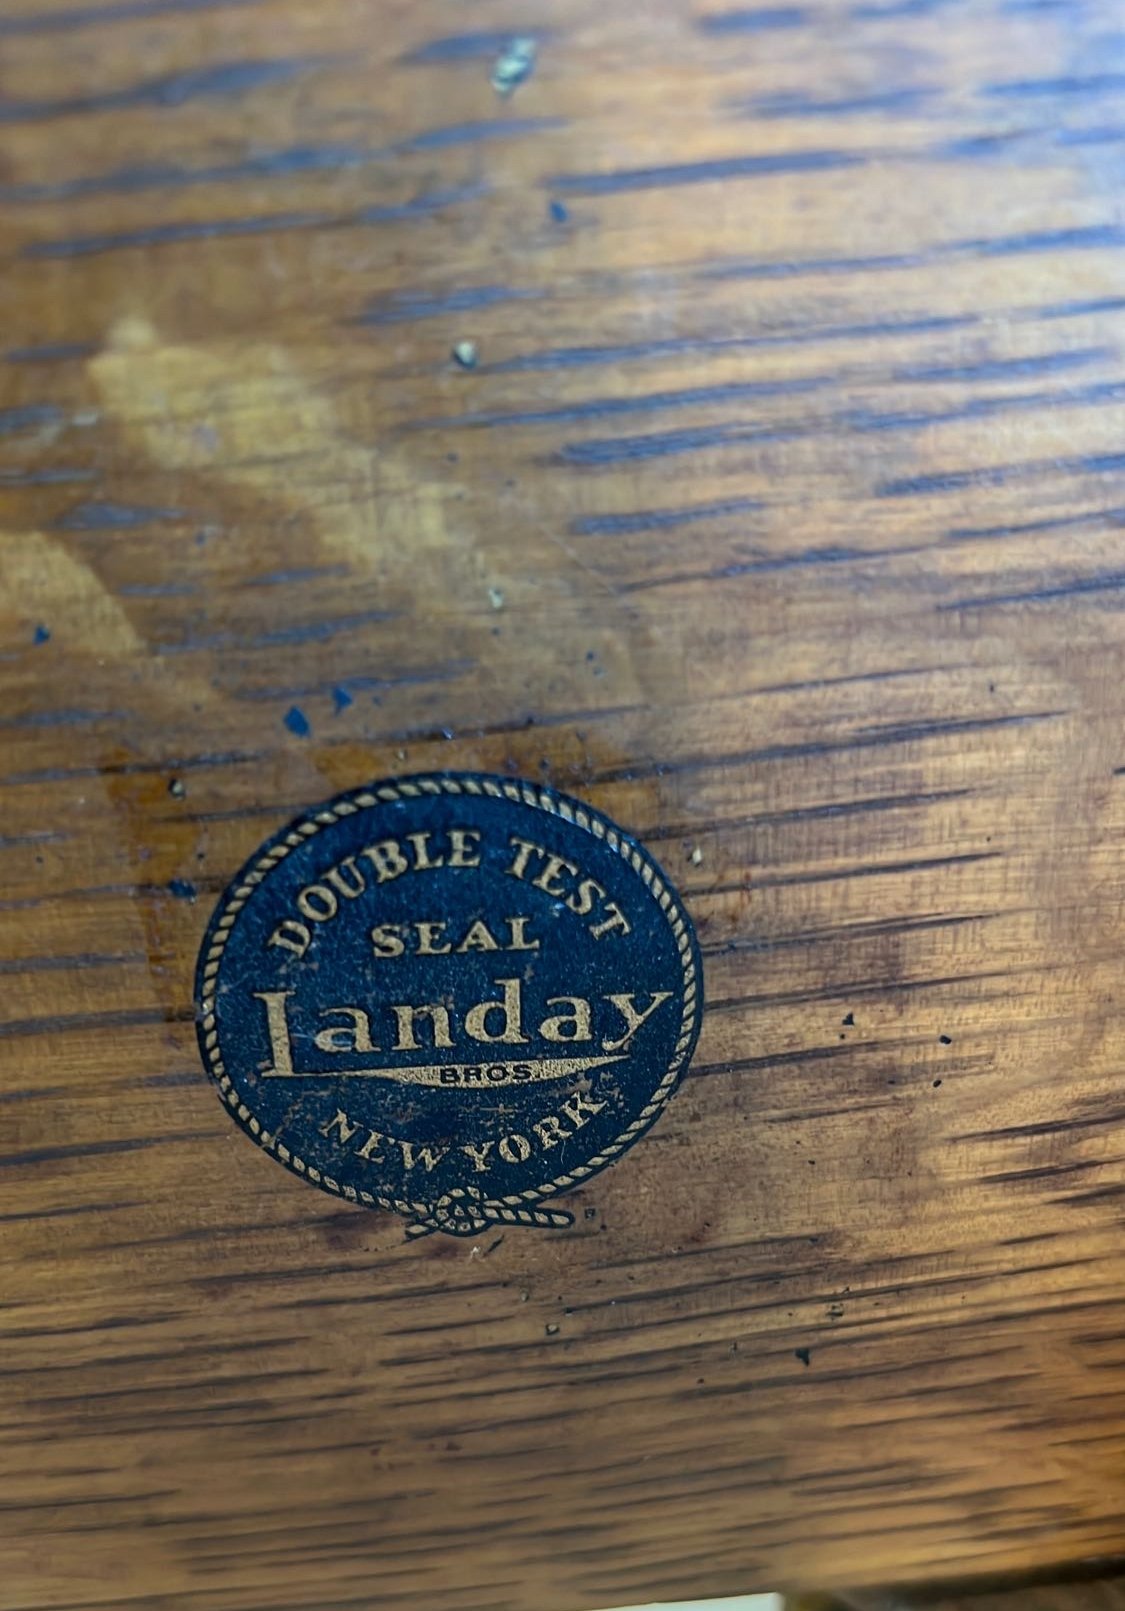 DOUBLE TEST
SEAL
Landay
BROS.
NEW YORK